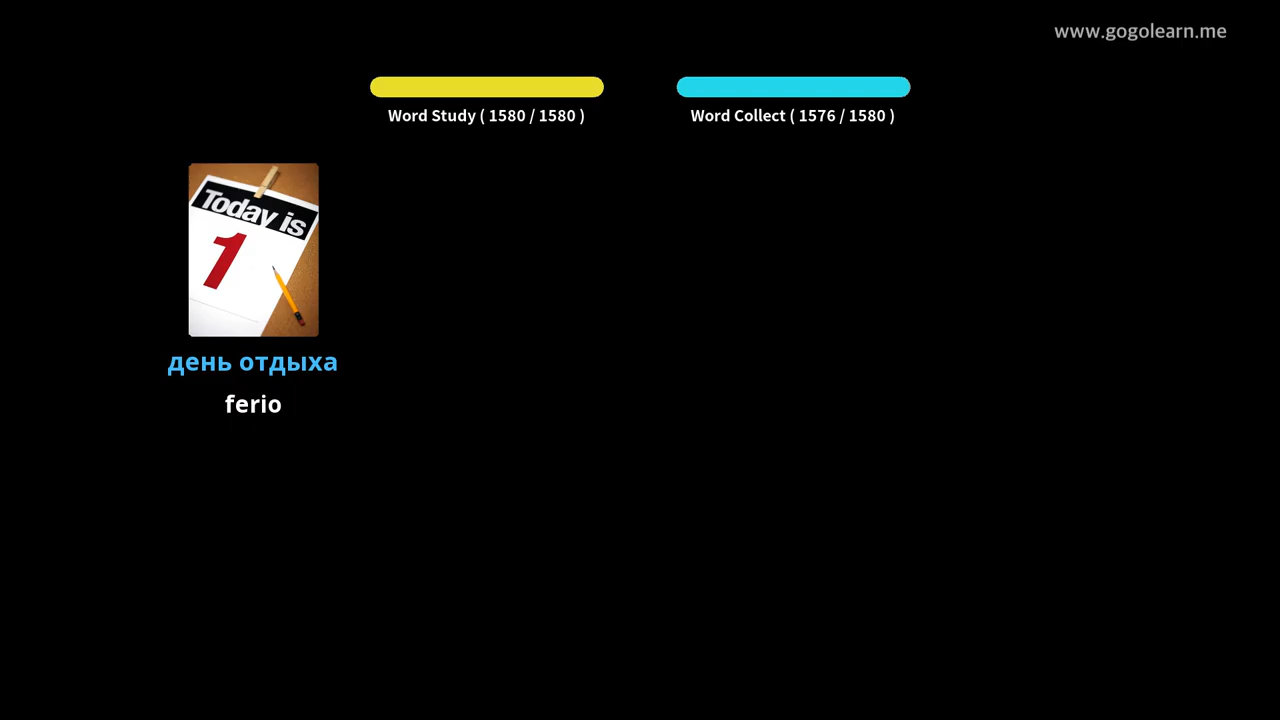 www.gogolearn.me
Word Study ( 1580 / 1580 )
Word Collect ( 1576 / 1580 )
Today is
1
день отдыха
ferio